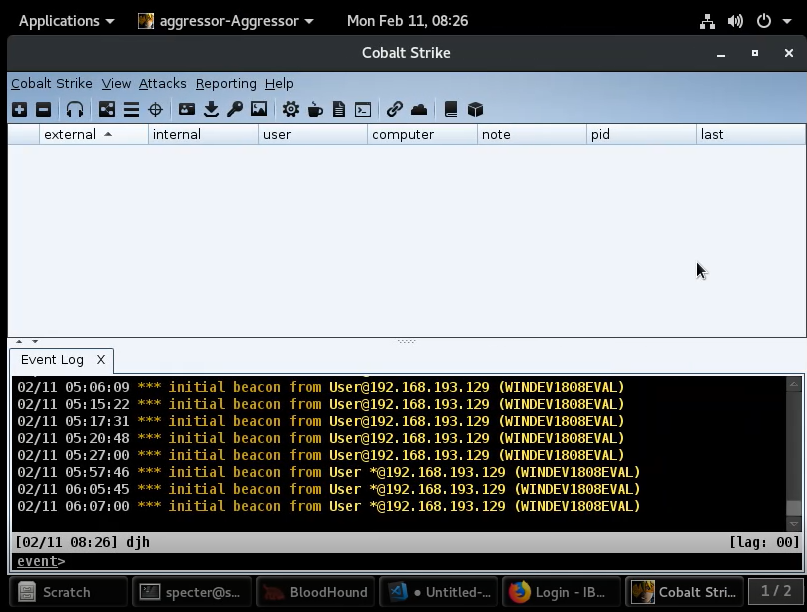 Applications aggressor-Aggressor Mon Feb 11, 08:26
Cobalt Strike
Cobalt Strike View Attacks Reporting Help
external internal user computer note pid last
Event Log X
02/11 05:06:09 *** initial beacon from User@192.168.193.129 (WINDEV1808EVAL)
02/11 05:15:22 *** initial beacon from User@192.168.193.129 (WINDEV1808EVAL)
02/11 05:17:31 *** initial beacon from User@192.168.193.129 (WINDEV1808EVAL)
02/11 05:20:48 *** initial beacon from User@192.168.193.129 (WINDEV1808EVAL)
02/11 05:27:00 *** initial beacon from User@192.168.193.129 (WINDEV1808EVAL)
02/11 05:57:46 *** initial beacon from User *@192.168.193.129 (WINDEV1808EVAL)
02/11 06:05:45 *** initial beacon from User *@192.168.193.129 (WINDEV1808EVAL)
02/11 06:07:00 *** initial beacon from User *@192.168.193.129 (WINDEV1808EVAL)
[02/11 08:26] djh [lag: 00]
event>
Scratch specter@s... BloodHound ● Untitled-... Login - IB... Cobalt Stri... 1 / 2